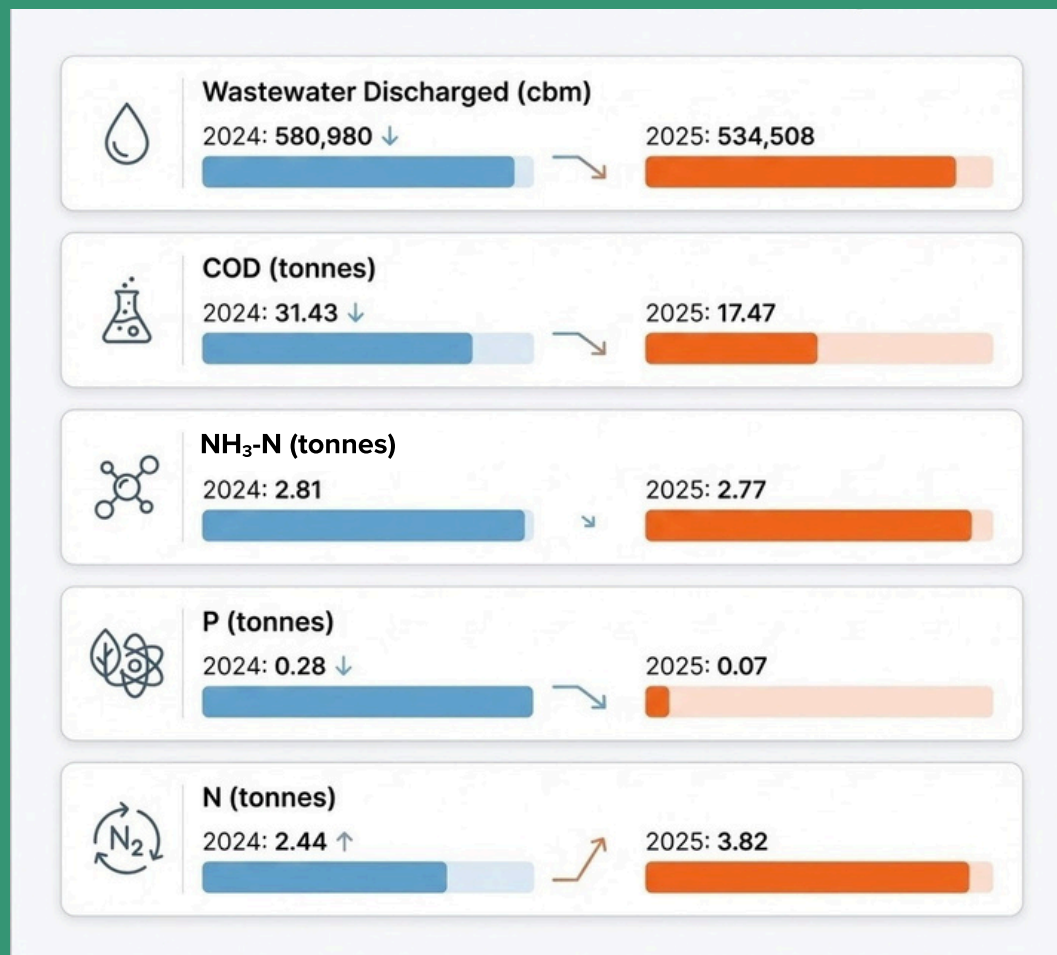 Wastewater Discharged (cbm)
2024: 580,980 ↓
2025: 534,508
COD (tonnes)
2024: 31.43 ↓
2025: 17.47
NH₃-N (tonnes)
2024: 2.81
2025: 2.77
P (tonnes)
2024: 0.28 ↓
2025: 0.07
N₂
N (tonnes)
2024: 2.44 ↑
2025: 3.82